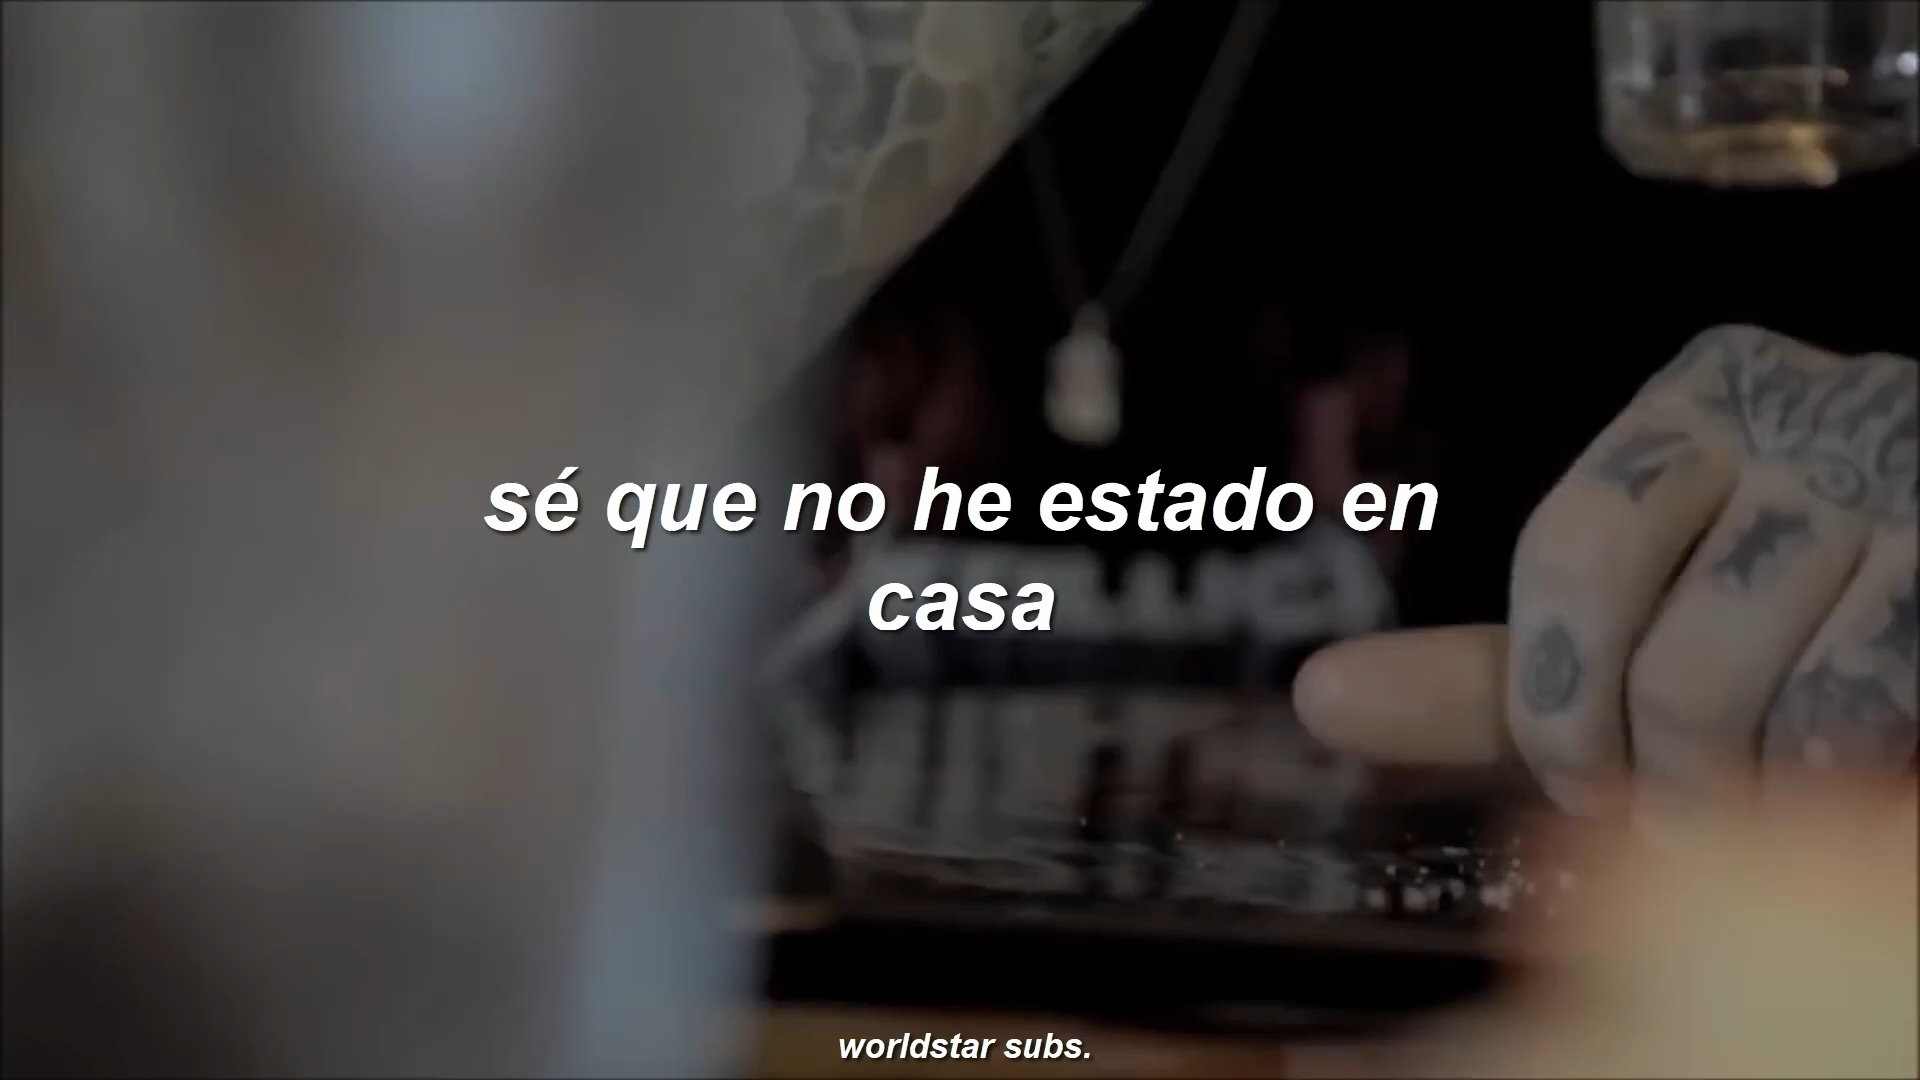 sé que no he estado en
casa
worldstar subs.